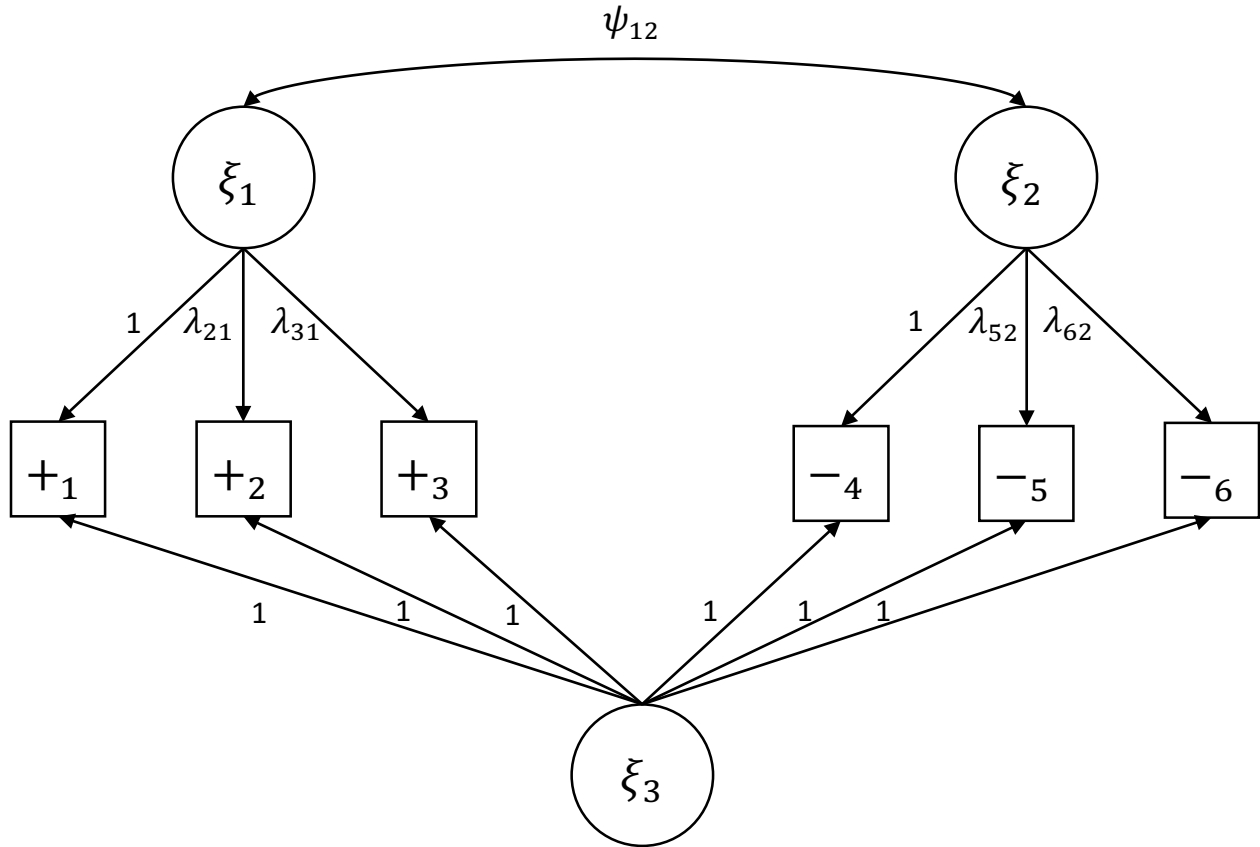 ψ₁₂
ξ₁
ξ₂
1 λ₂₁ λ₃₁
1 λ₅₂ λ₆₂
+₁ +₂ +₃ −₄ −₅ −₆
1 1 1 1 1 1
ξ₃